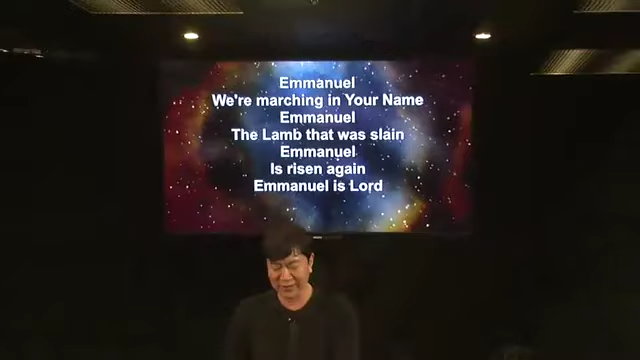 Emmanuel
We're marching in Your Name
Emmanuel
The Lamb that was slain
Emmanuel
Is risen again
Emmanuel is Lord